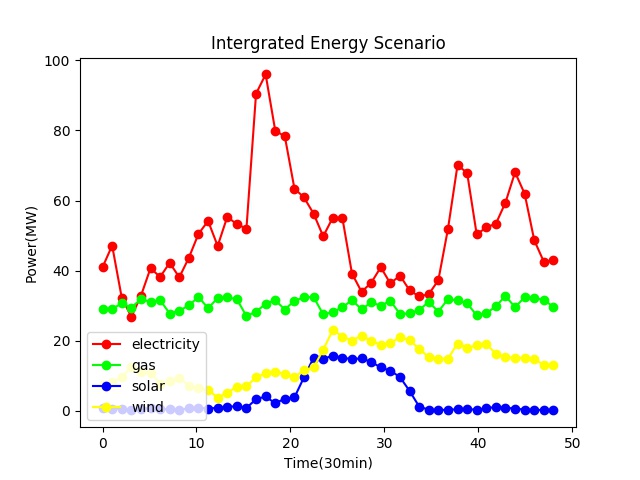 Intergrated Energy Scenario
Power(MW)
100
80
60
40
20
0
electricity
gas
solar
wind
0 10 20 30 40 50
Time(30min)